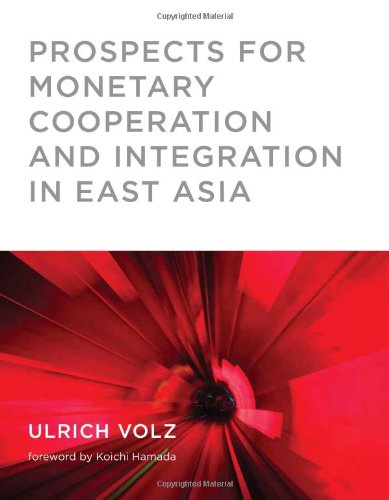 Copyrighted Material
PROSPECTS FOR
MONETARY
COOPERATION
AND INTEGRATION
IN EAST ASIA
ULRICH VOLZ
foreword by Koichi Hamada
Copyrighted Material